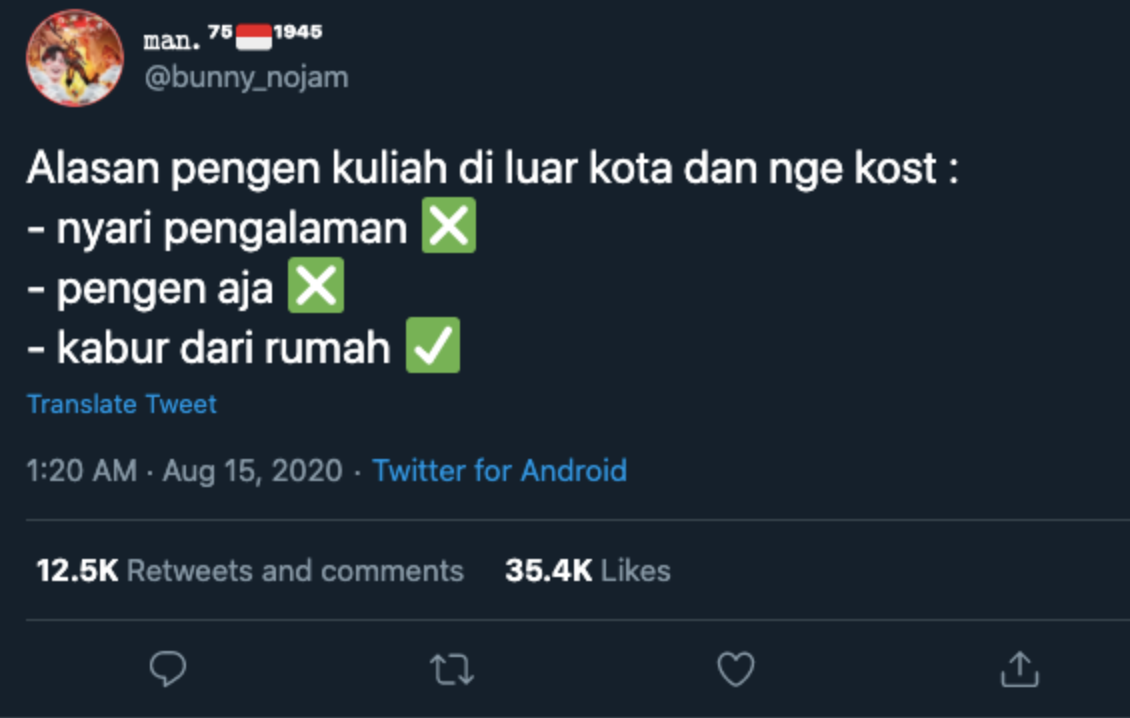 man. ⁷⁵🇮🇩¹⁹⁴⁵
@bunny_nojam
Alasan pengen kuliah di luar kota dan nge kost :
- nyari pengalaman ❎
- pengen aja ❎
- kabur dari rumah ✅
Translate Tweet
1:20 AM · Aug 15, 2020 · Twitter for Android
12.5K Retweets and comments 35.4K Likes